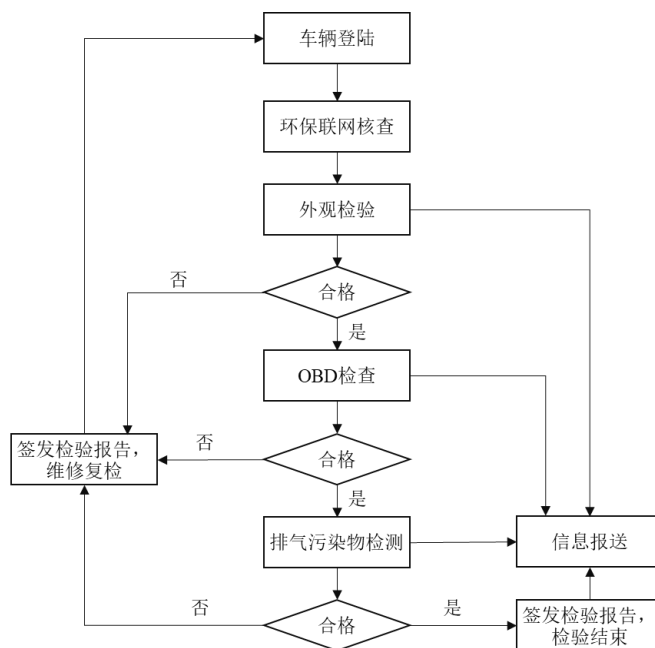 车辆登陆
环保联网核查
外观检验
否
合格
是
OBD检查
签发检验报告，
维修复检
否
合格
是
排气污染物检测
信息报送
否
合格
是
签发检验报告，
检验结束